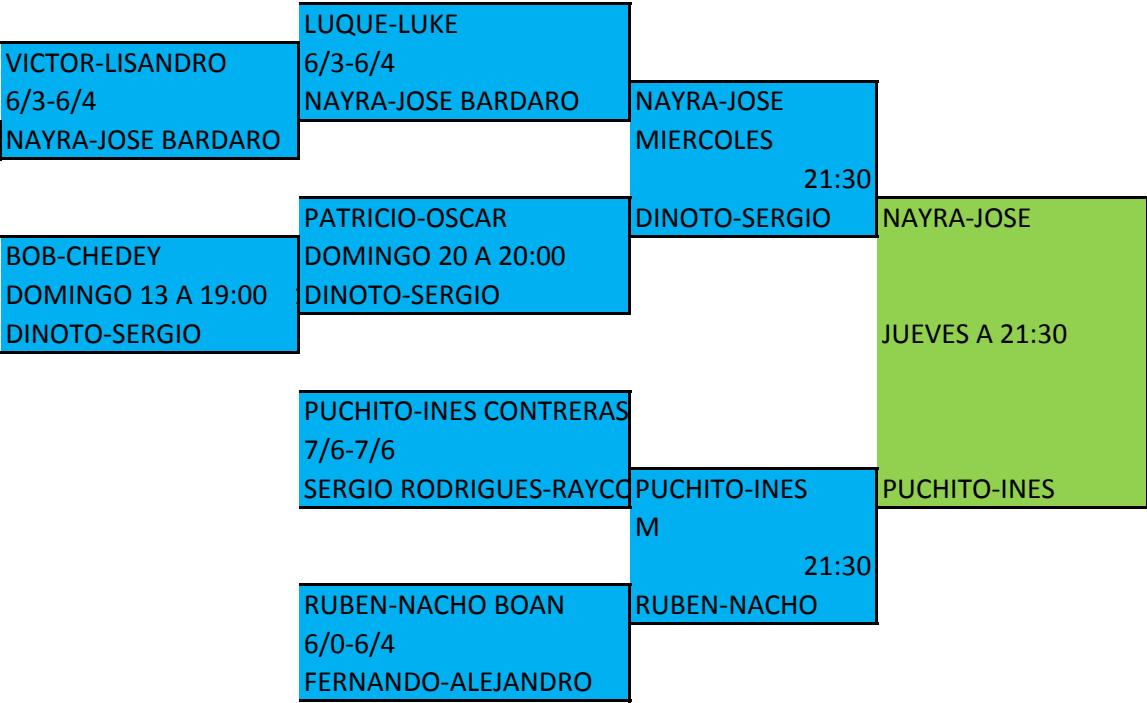 VICTOR-LISANDRO
6/3-6/4
NAYRA-JOSE BARDARO
BOB-CHEDEY
DOMINGO 13 A 19:00
DINOTO-SERGIO
LUQUE-LUKE
6/3-6/4
NAYRA-JOSE BARDARO
PATRICIO-OSCAR
DOMINGO 20 A 20:00
DINOTO-SERGIO
PUCHITO-INES CONTRERAS
7/6-7/6
SERGIO RODRIGUES-RAYCO
RUBEN-NACHO BOAN
6/0-6/4
FERNANDO-ALEJANDRO
NAYRA-JOSE
MIERCOLES
21:30
DINOTO-SERGIO
PUCHITO-INES
M
21:30
RUBEN-NACHO
NAYRA-JOSE
JUEVES A 21:30
PUCHITO-INES